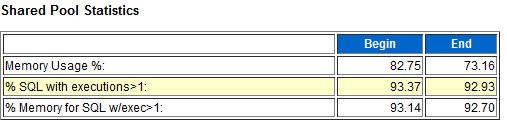 Shared Pool Statistics
Begin End
Memory Usage %: 82.75 73.16
% SQL with executions>1: 93.37 92.93
% Memory for SQL w/exec>1: 93.14 92.70